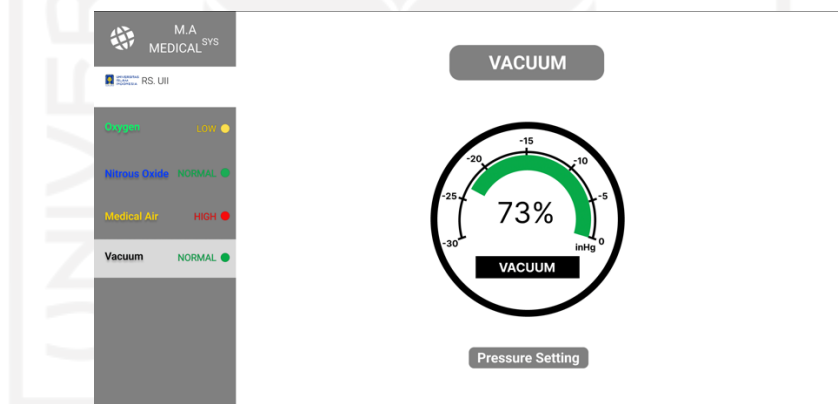 M.A
MEDICAL SYS
RS. UII
Oxygen LOW
Nitrous Oxide NORMAL
Medical Air HIGH
Vacuum NORMAL
VACUUM
-15
-20 -10
-25 -5
73%
-30 0
inHg
VACUUM
Pressure Setting